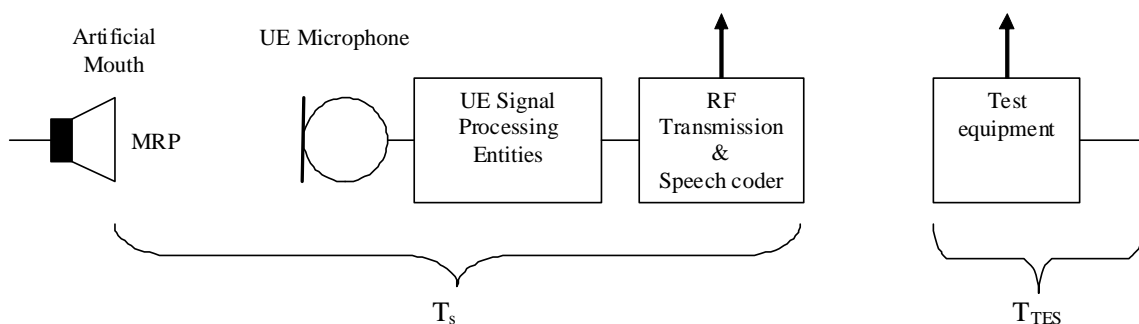 Artificial
Mouth
MRP
UE Microphone
UE Signal
Processing
Entities
RF
Transmission
&
Speech coder
Test
equipment
Ts
TTES